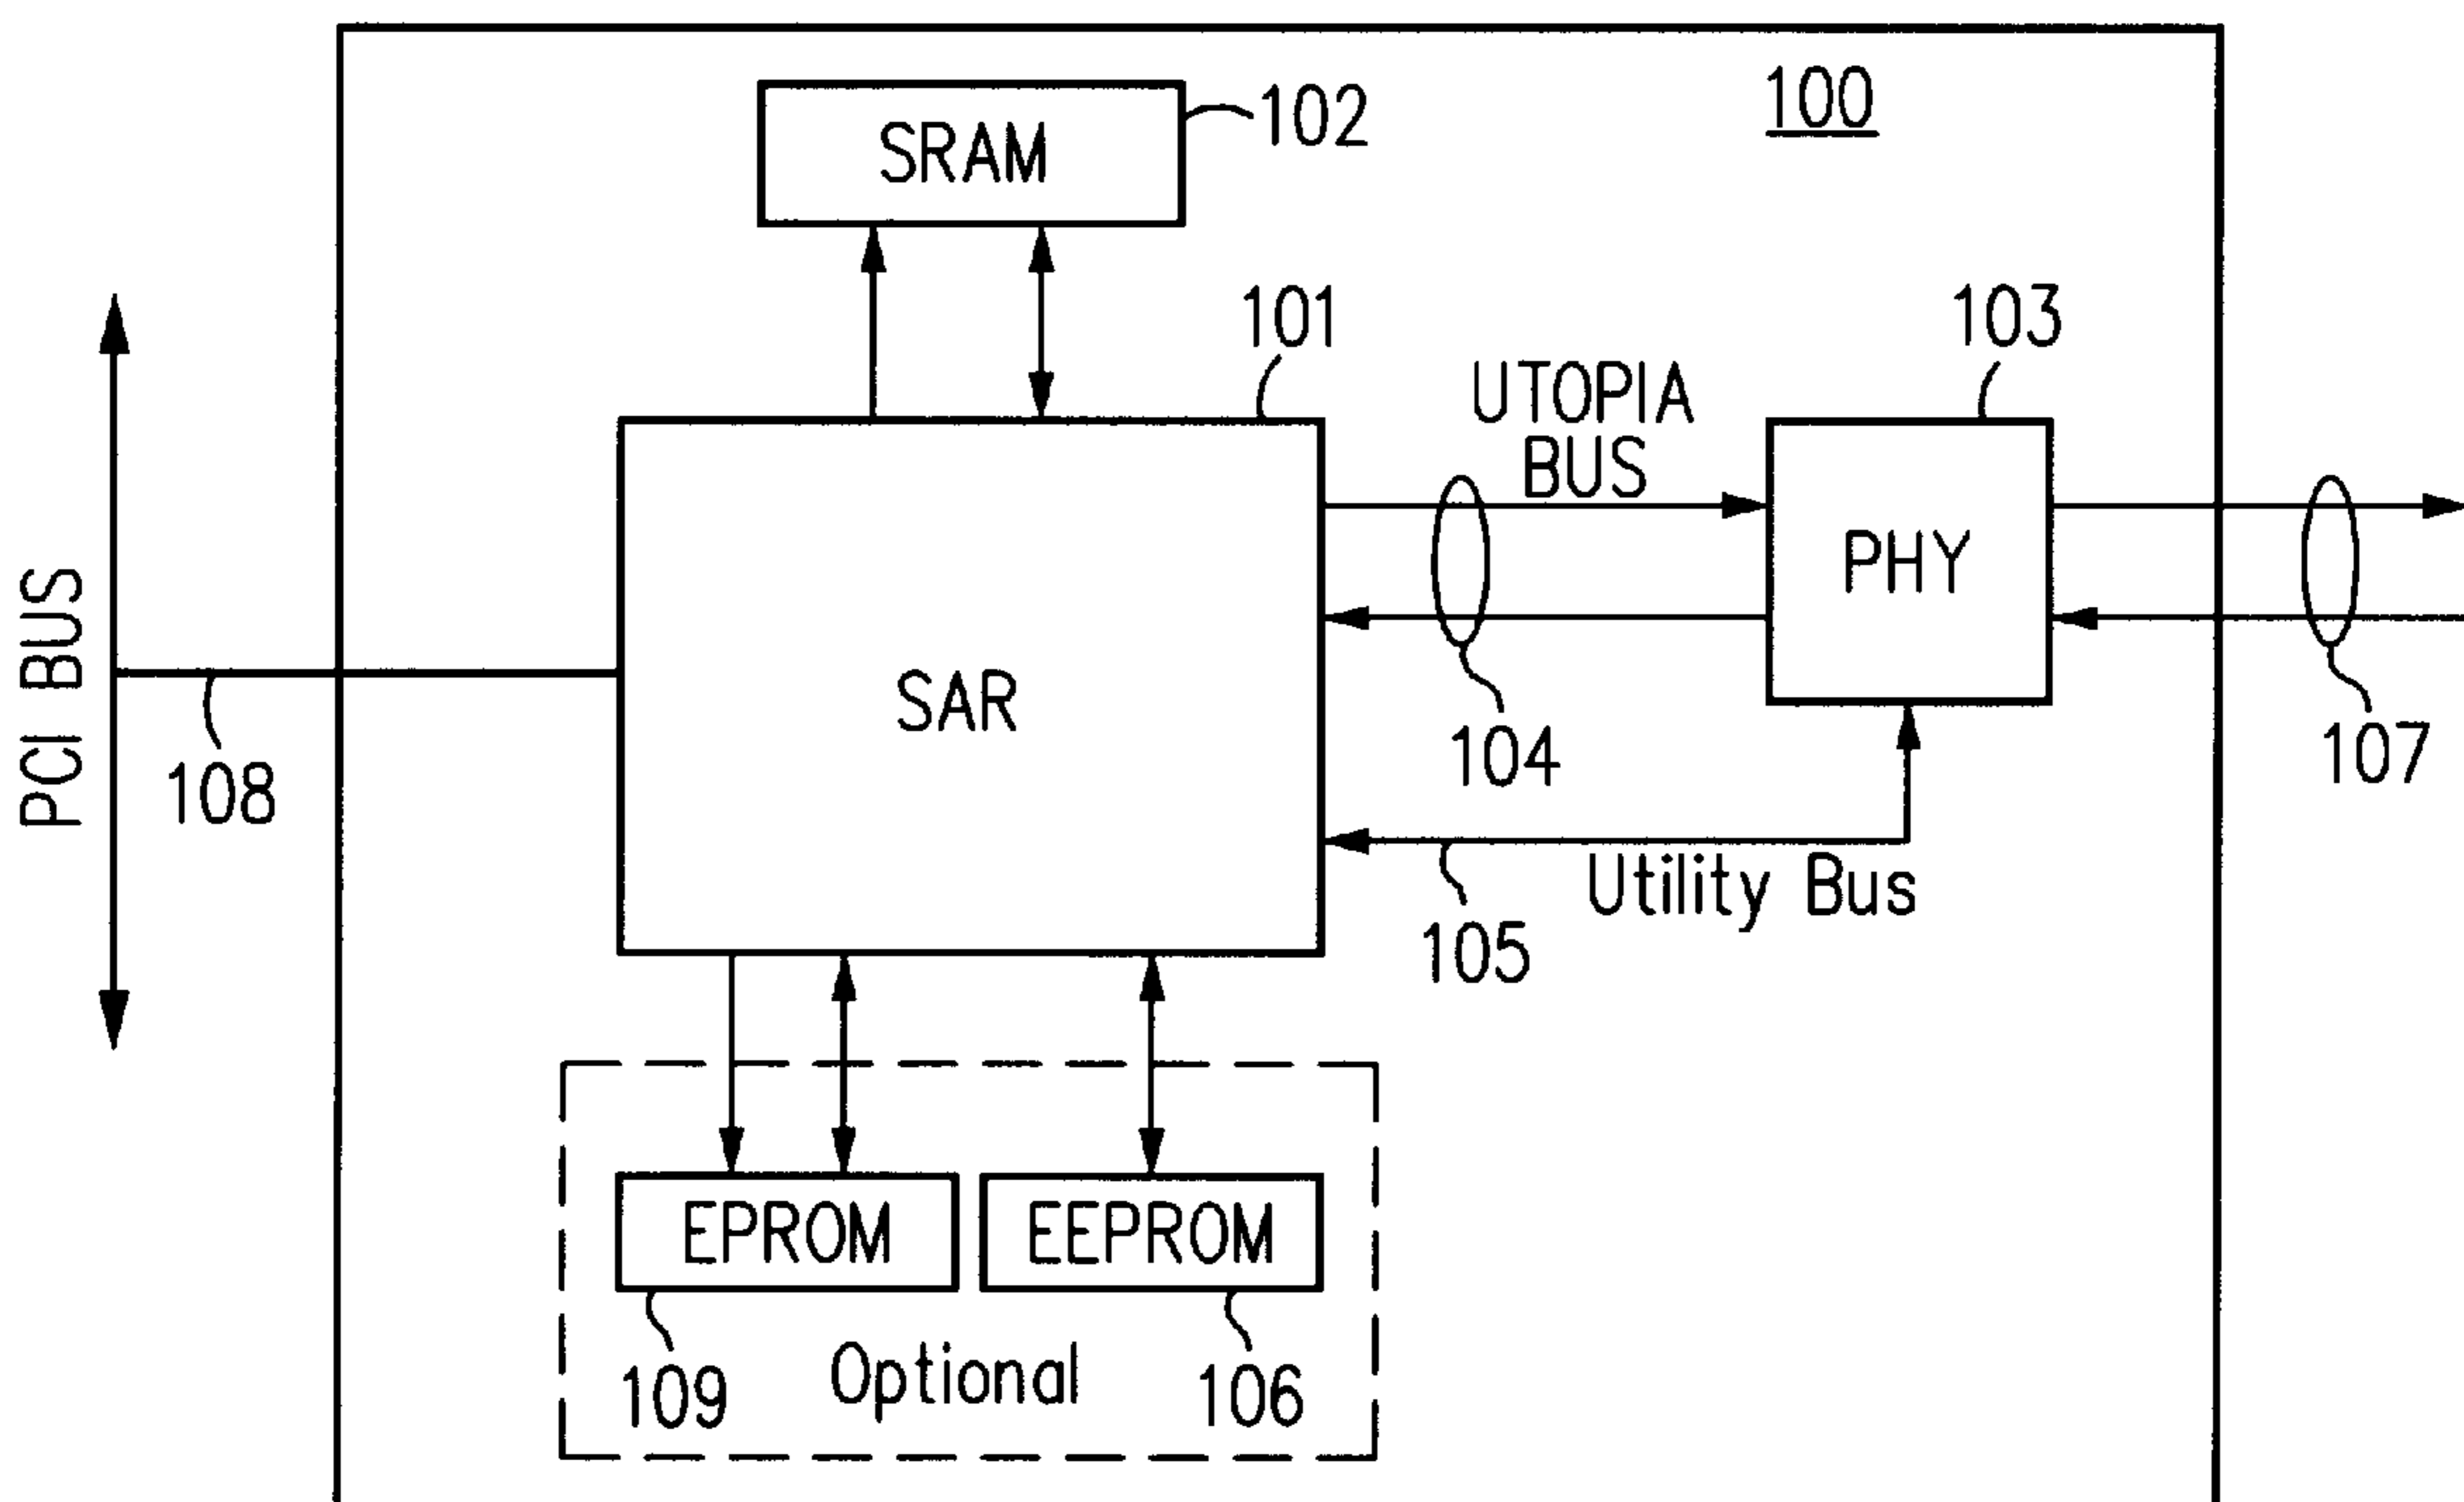 100
SRAM
102
101
103
UTOPIA
BUS
PHY
PCI BUS
SAR
108
104
107
105
Utility Bus
EPROM
EEPROM
109
Optional
106